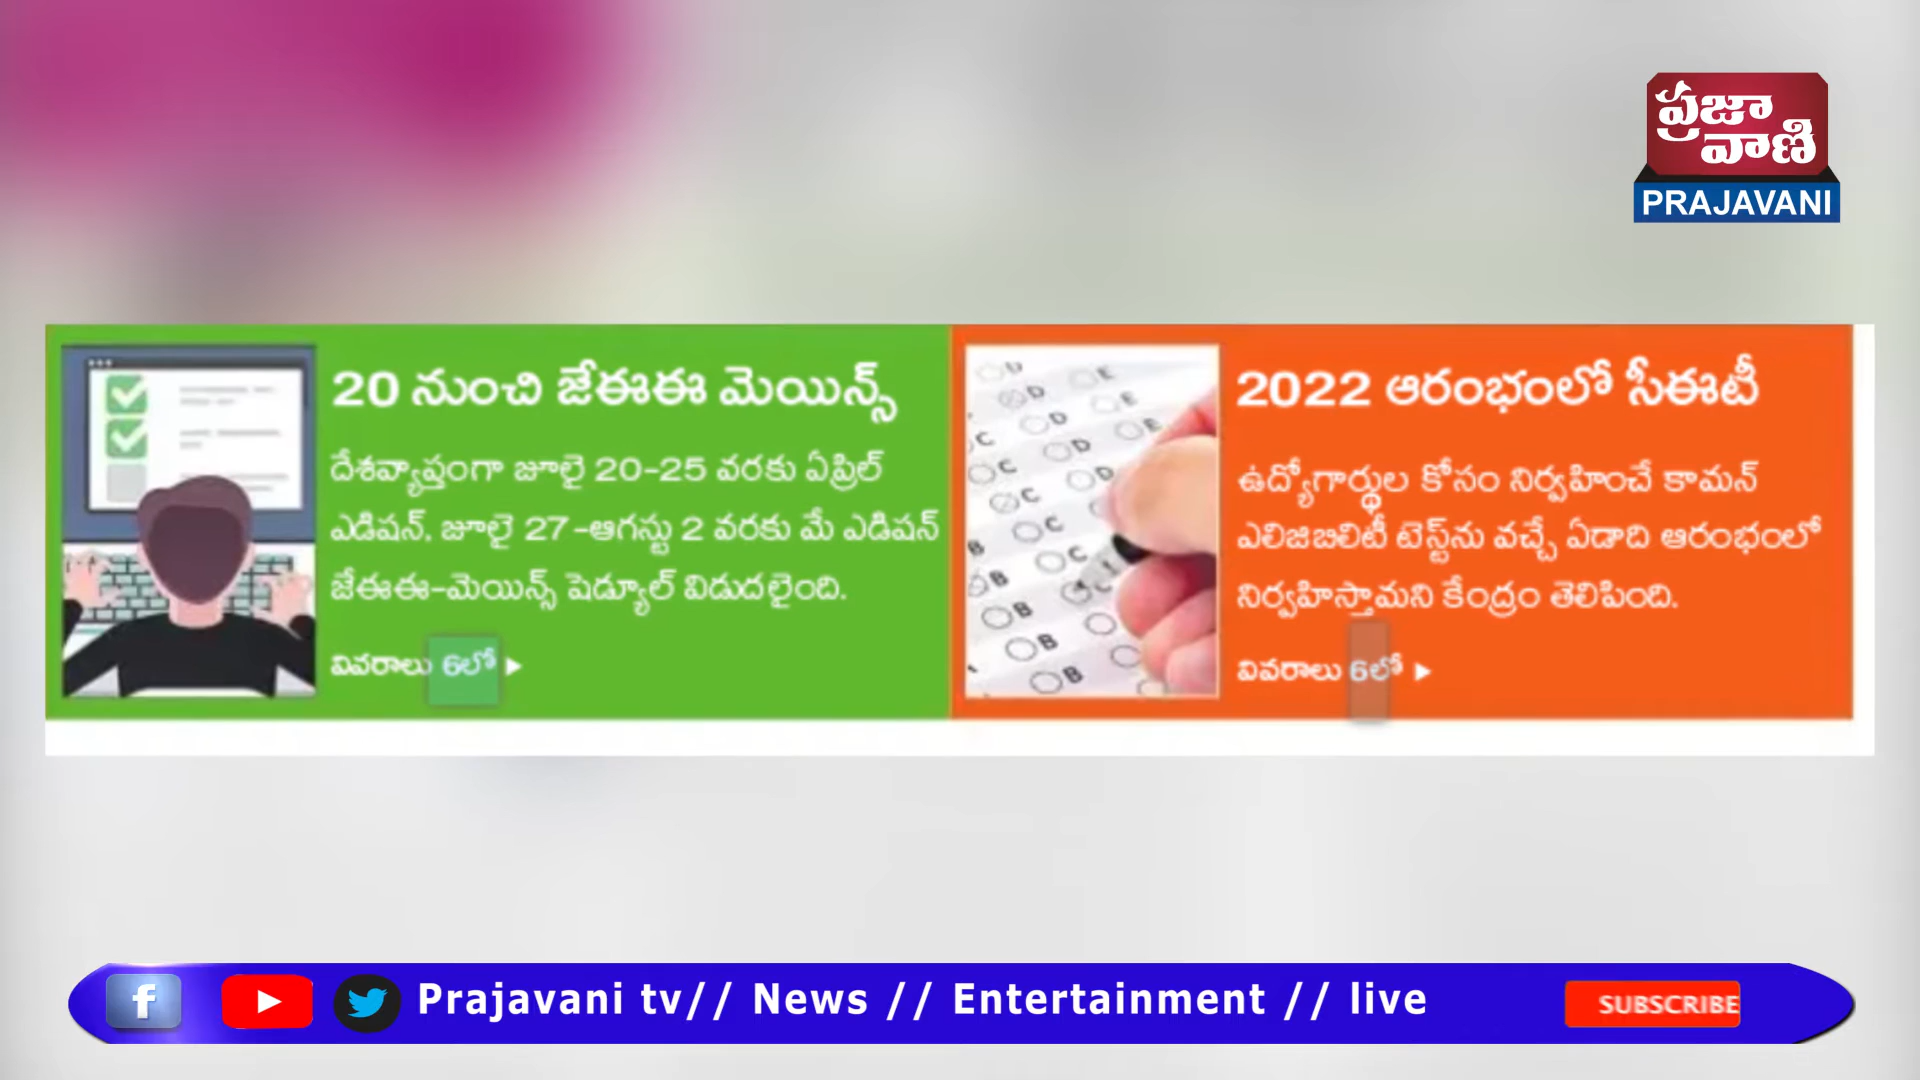 ప్రజా
వాణి
PRAJAVANI
20 నుంచి జేఈఈ మెయిన్స్
దేశవ్యాప్తంగా జూలై 20-25 వరకు ఏప్రిల్
ఎడిషన్. జూలై 27-ఆగస్టు 2 వరకు మే ఎడిషన్
జేఈఈ-మెయిన్స్ షెడ్యూల్ విడుదలైంది.
వివరాలు 6లో ▶
2022 ఆరంభంలో సీఈటీ
ఉద్యోగార్థుల కోసం నిర్వహించే కామన్
ఎలిజిబిలిటీ టెస్ట్‌ను వచ్చే ఏడాది ఆరంభంలో
నిర్వహిస్తామని కేంద్రం తెలిపింది.
వివరాలు 6లో ▶
Prajavani tv// News // Entertainment // live
SUBSCRIBE